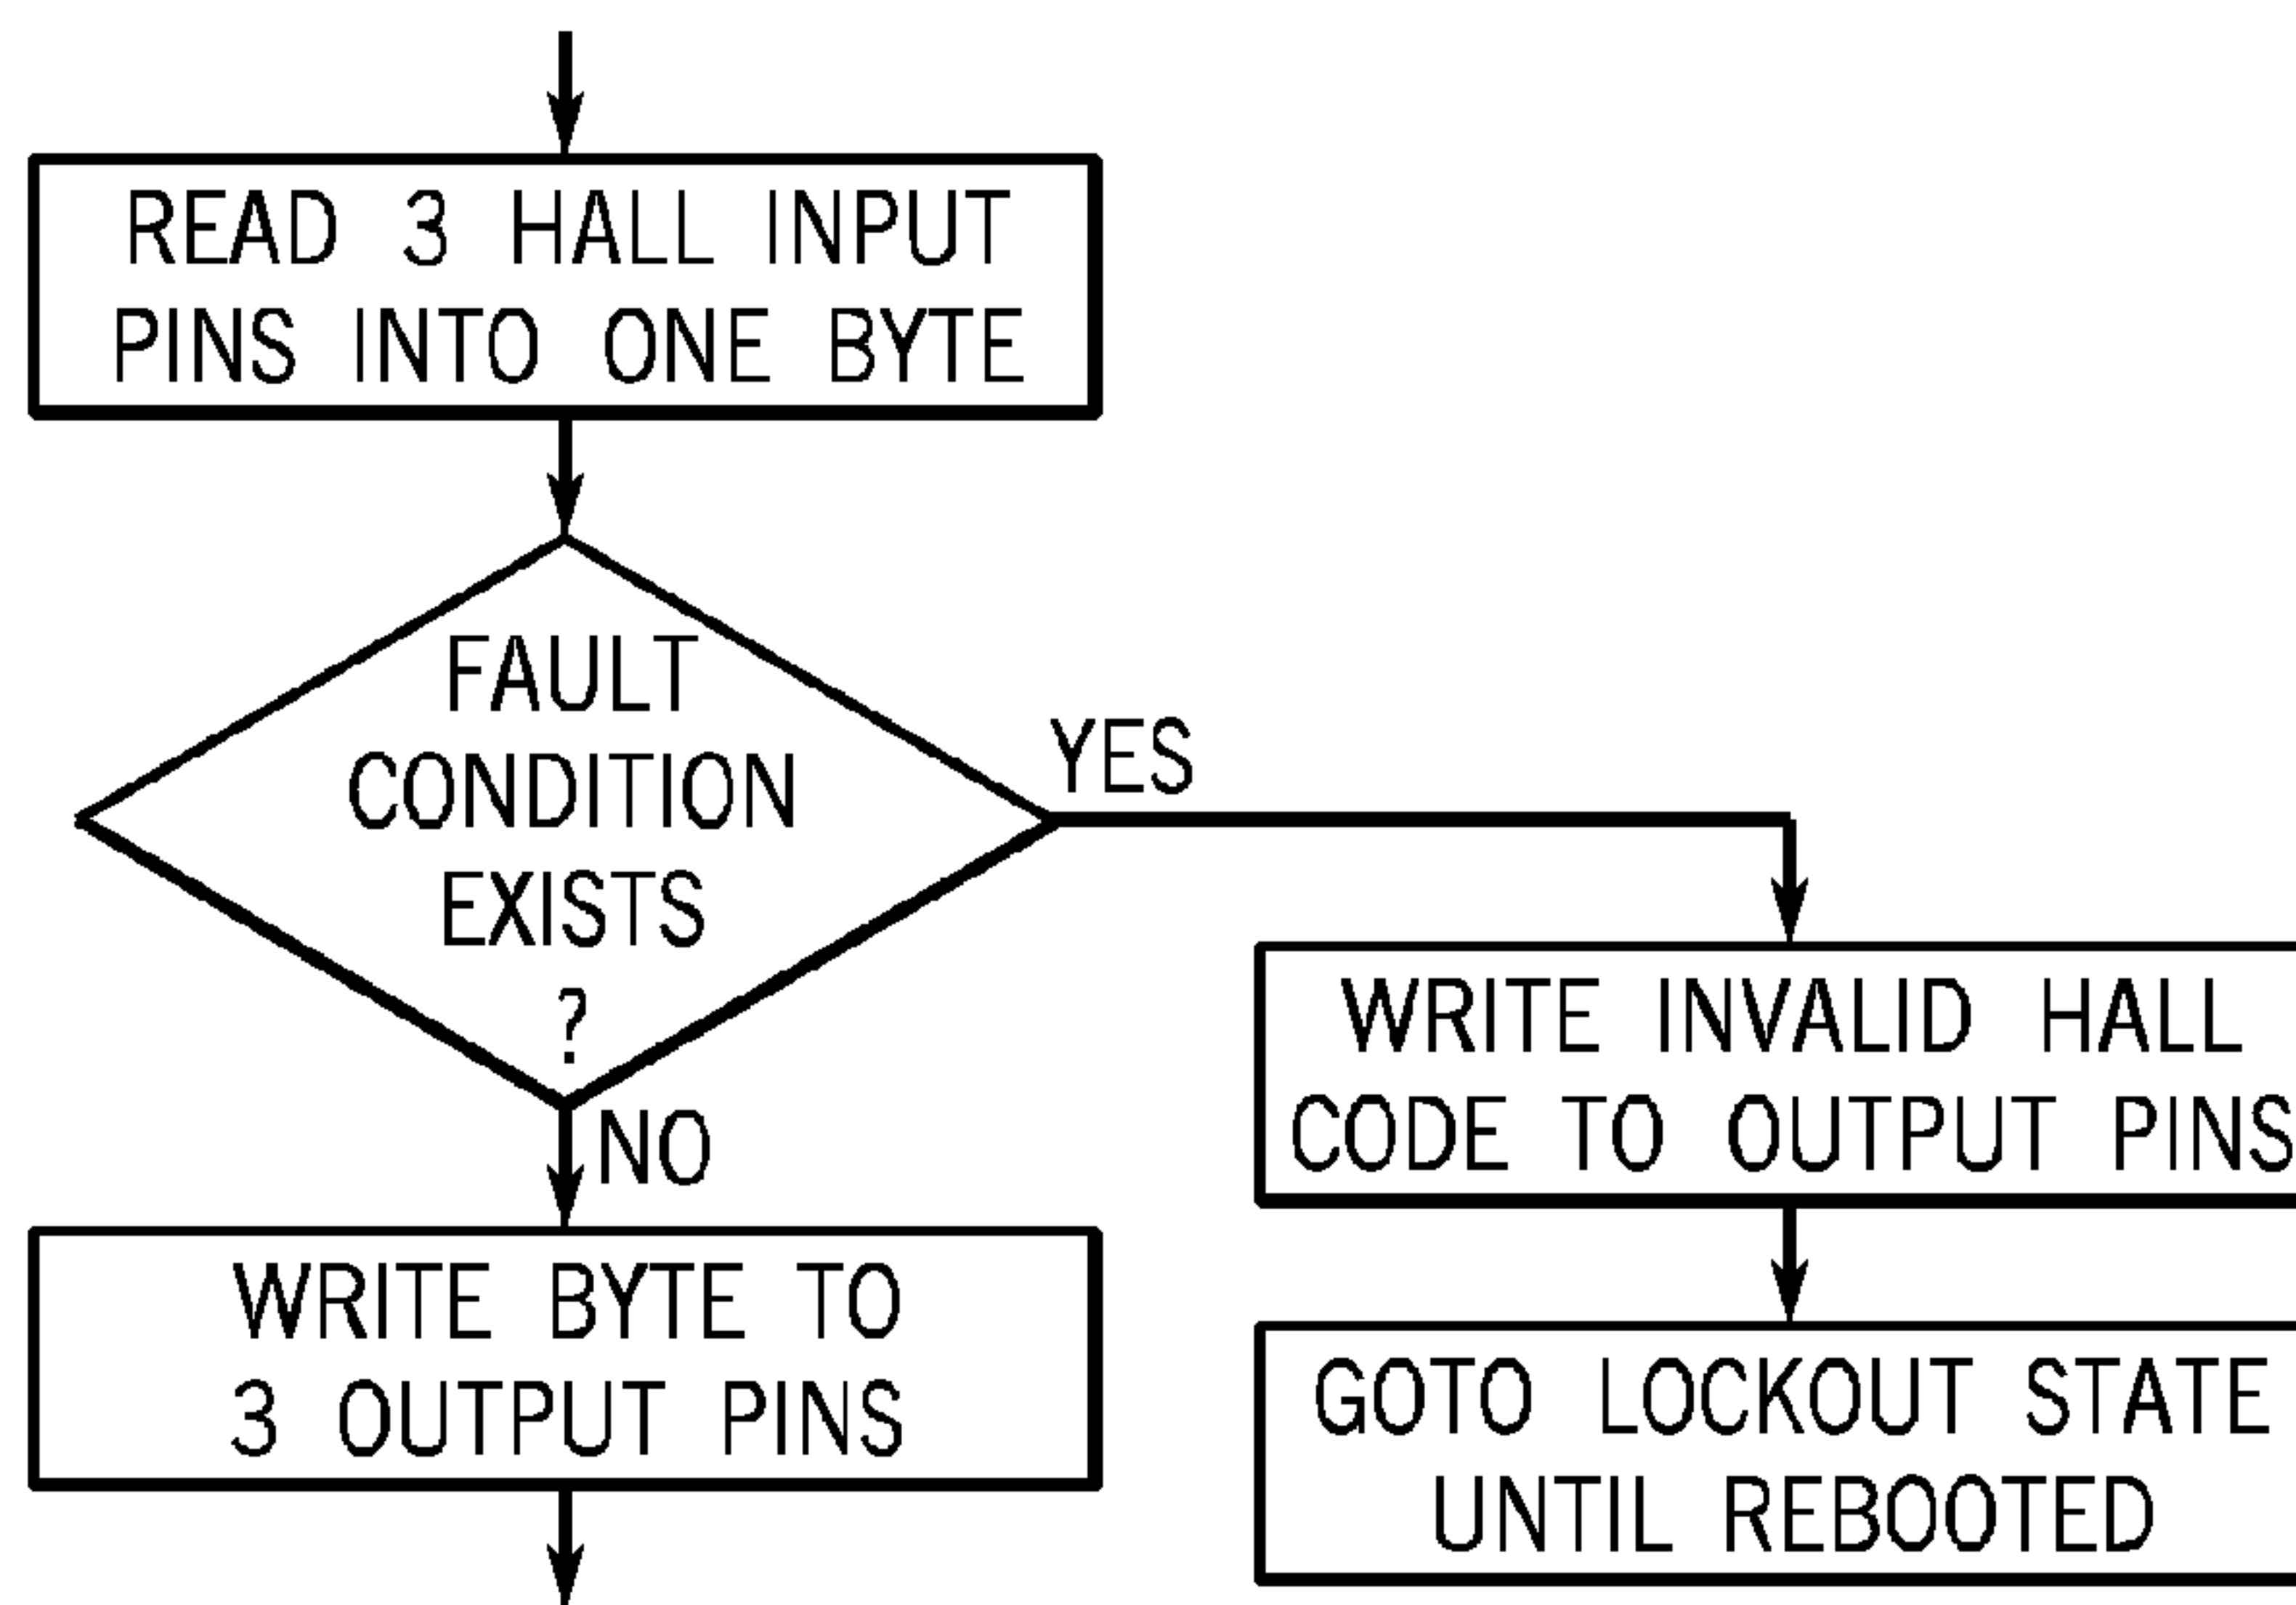 READ 3 HALL INPUT
PINS INTO ONE BYTE
FAULT
CONDITION
EXISTS
?
YES
NO
WRITE INVALID HALL
CODE TO OUTPUT PINS
WRITE BYTE TO
3 OUTPUT PINS
GOTO LOCKOUT STATE
UNTIL REBOOTED